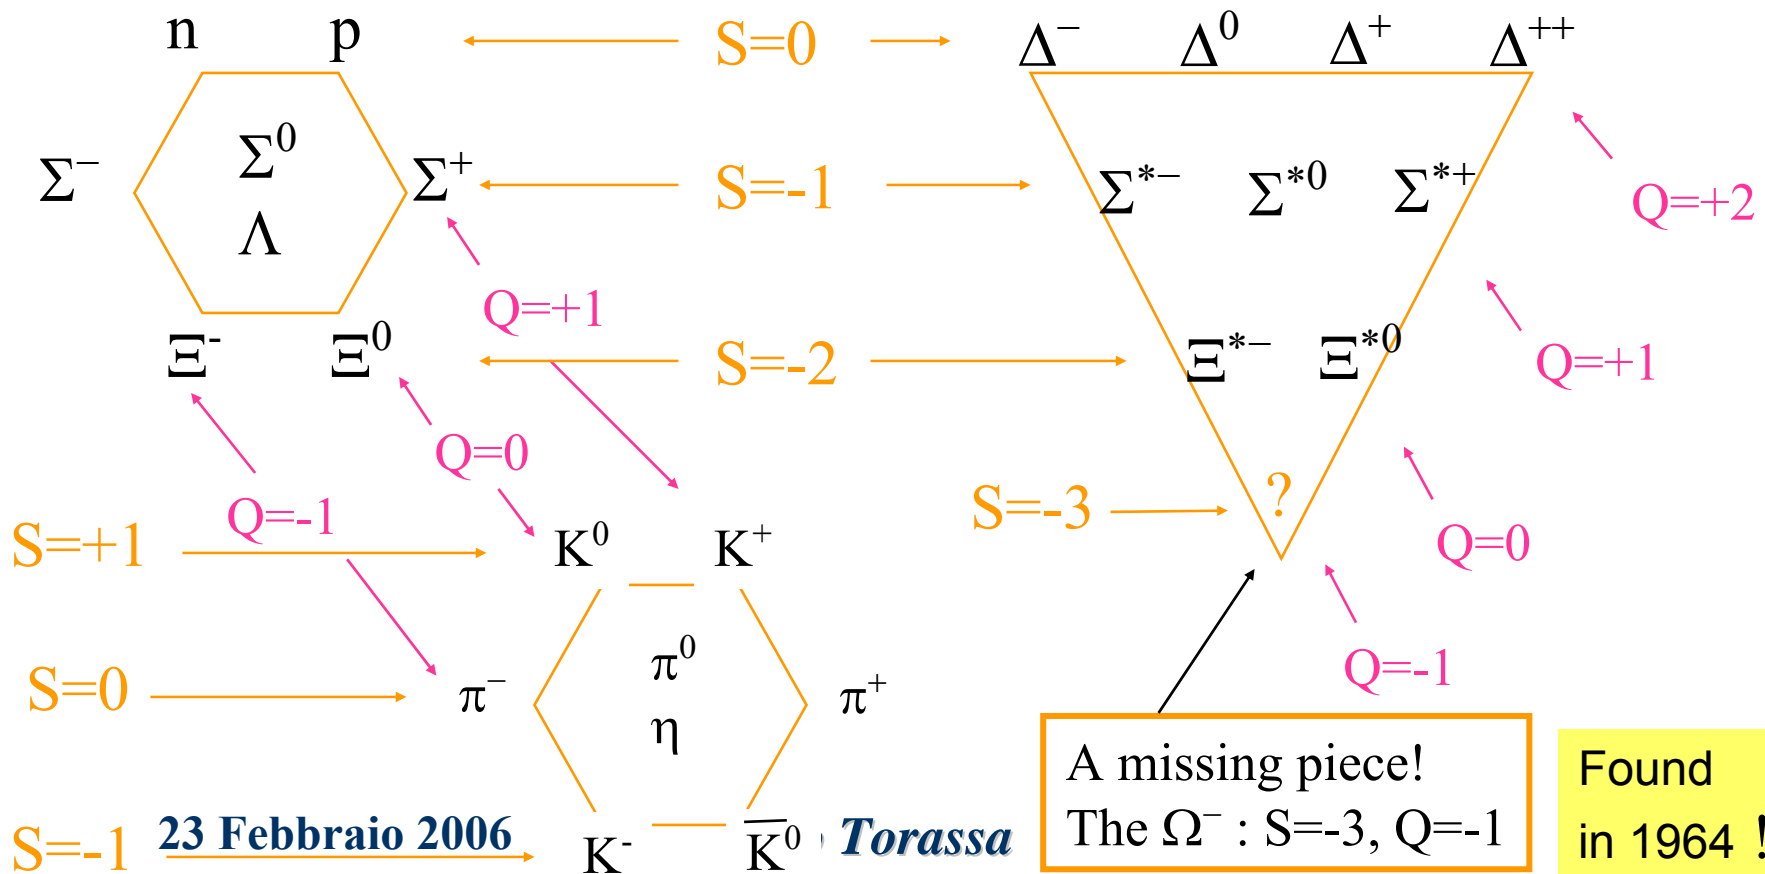 n p S=0 Δ⁻ Δ⁰ Δ⁺ Δ⁺⁺
Σ⁻ Σ⁰ Σ⁺ S=-1 Σ*⁻ Σ*⁰ Σ*⁺ Q=+2
Λ
Q=+1
Ξ⁻ Ξ⁰ S=-2 Ξ*⁻ Ξ*⁰ Q=+1
Q=0
Q=-1 S=-3 ? Q=0
S=+1 K⁰ K⁺
π⁰ Q=-1
S=0 π⁻ π⁺
η
A missing piece!
The Ω⁻ : S=-3, Q=-1
Found
in 1964 !
S=-1 23 Febbraio 2006 K⁻ K̅⁰ Torassa